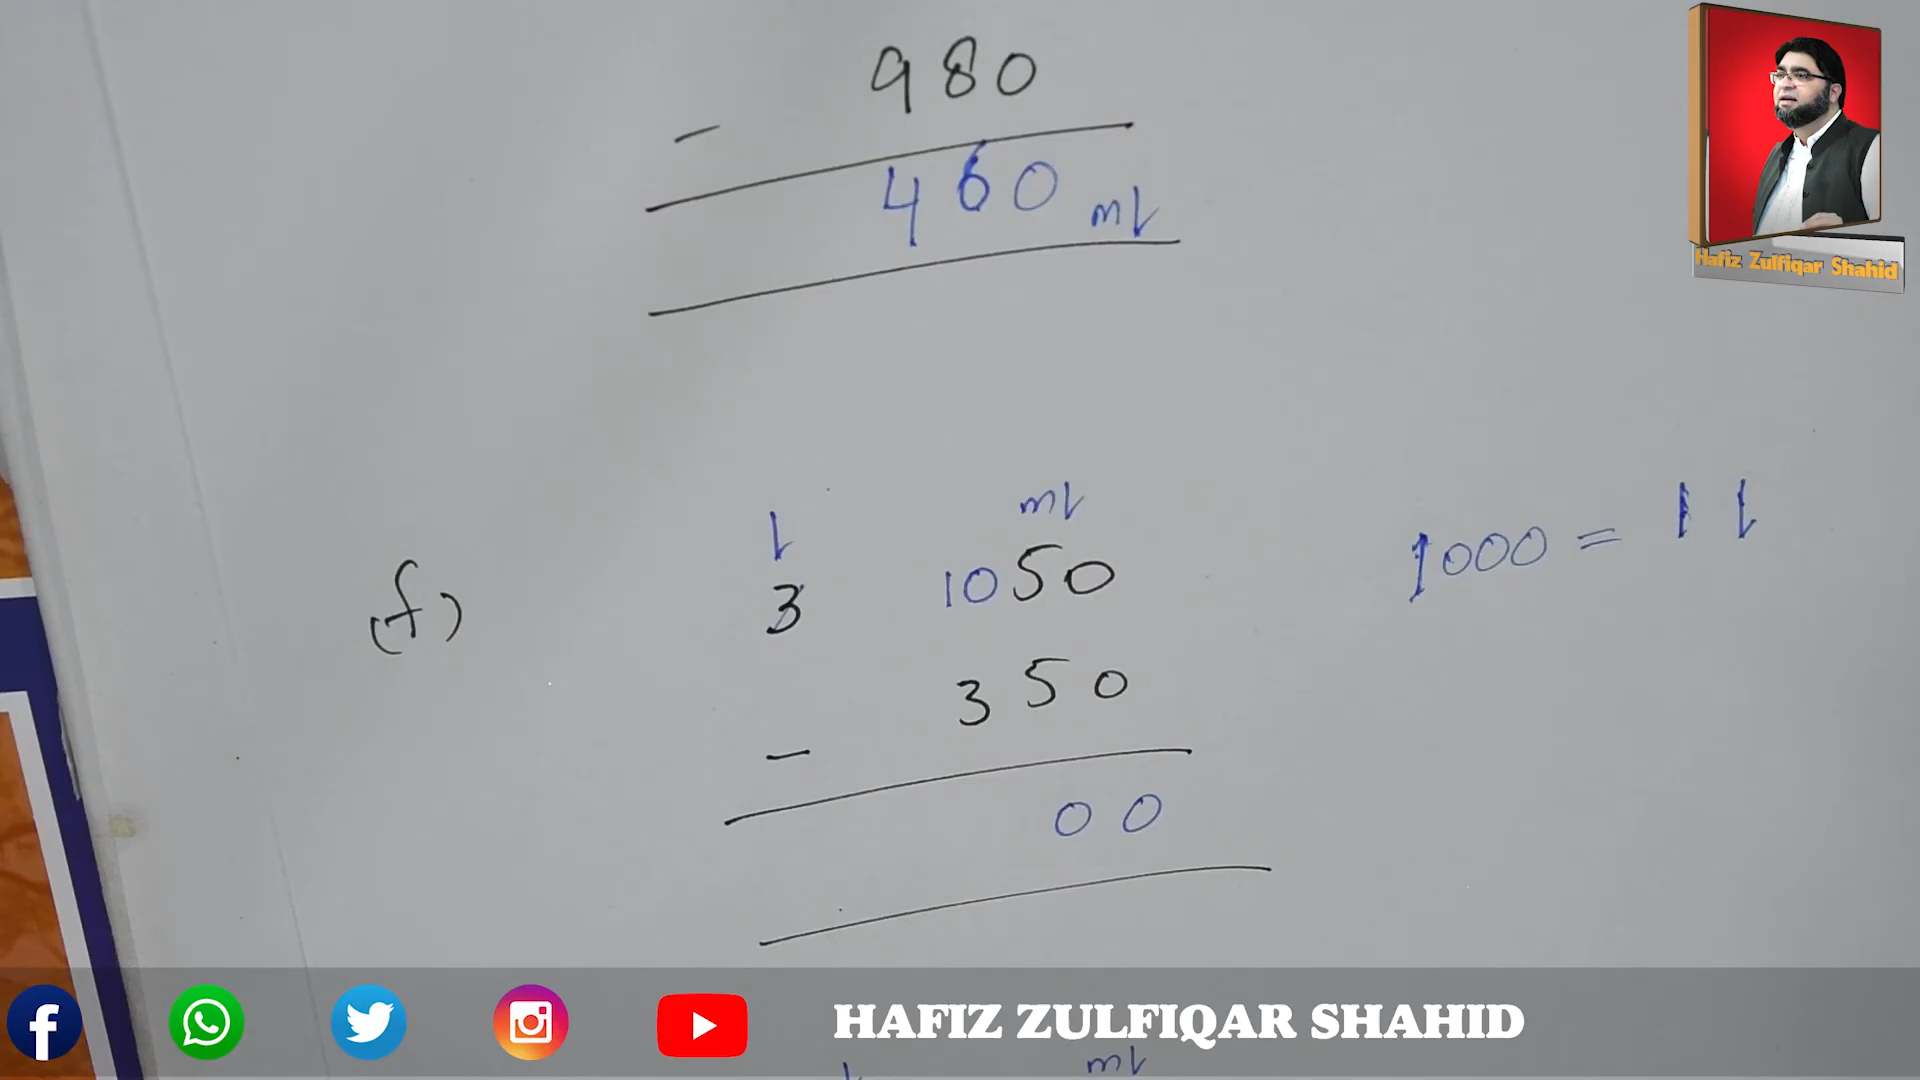 980
−
460 ml
l ml
(f) 3 1050 1000 = 1 l
350
−
00
Hafiz Zulfiqar Shahid
HAFIZ ZULFIQAR SHAHID
l ml